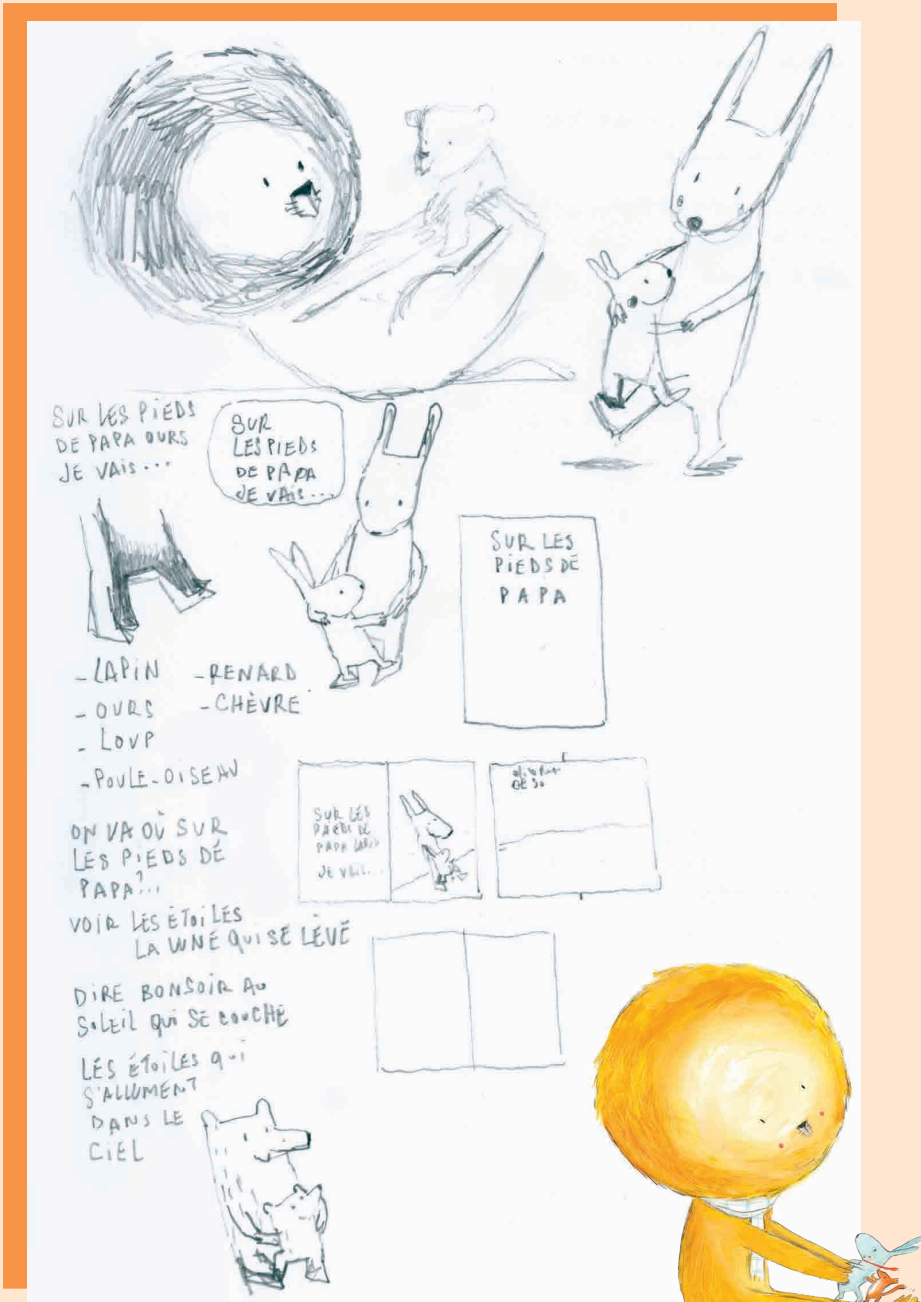 SUR LES PIEDS
DE PAPA OURS
JE VAIS...
SUR
LES PIEDS
DE PAPA
JE VAIS...
SUR LES
PIEDS DE
PAPA
-LAPIN
-RENARD
-OURS
-CHÈVRE
-LOUP
-POULE-OISEAU
SUR LES
PIEDS DE
PAPA LAPIN
JE VAIS...
ON VA OÙ SUR
LES PIEDS DE
PAPA?...
VOIR LES ÉTOILES
LA LUNE QUI SE LÈVE
DIRE BONSOIR AU
SOLEIL QUI SE COUCHE
LES ÉTOILES QUI
S'ALLUMENT
DANS LE
CIEL